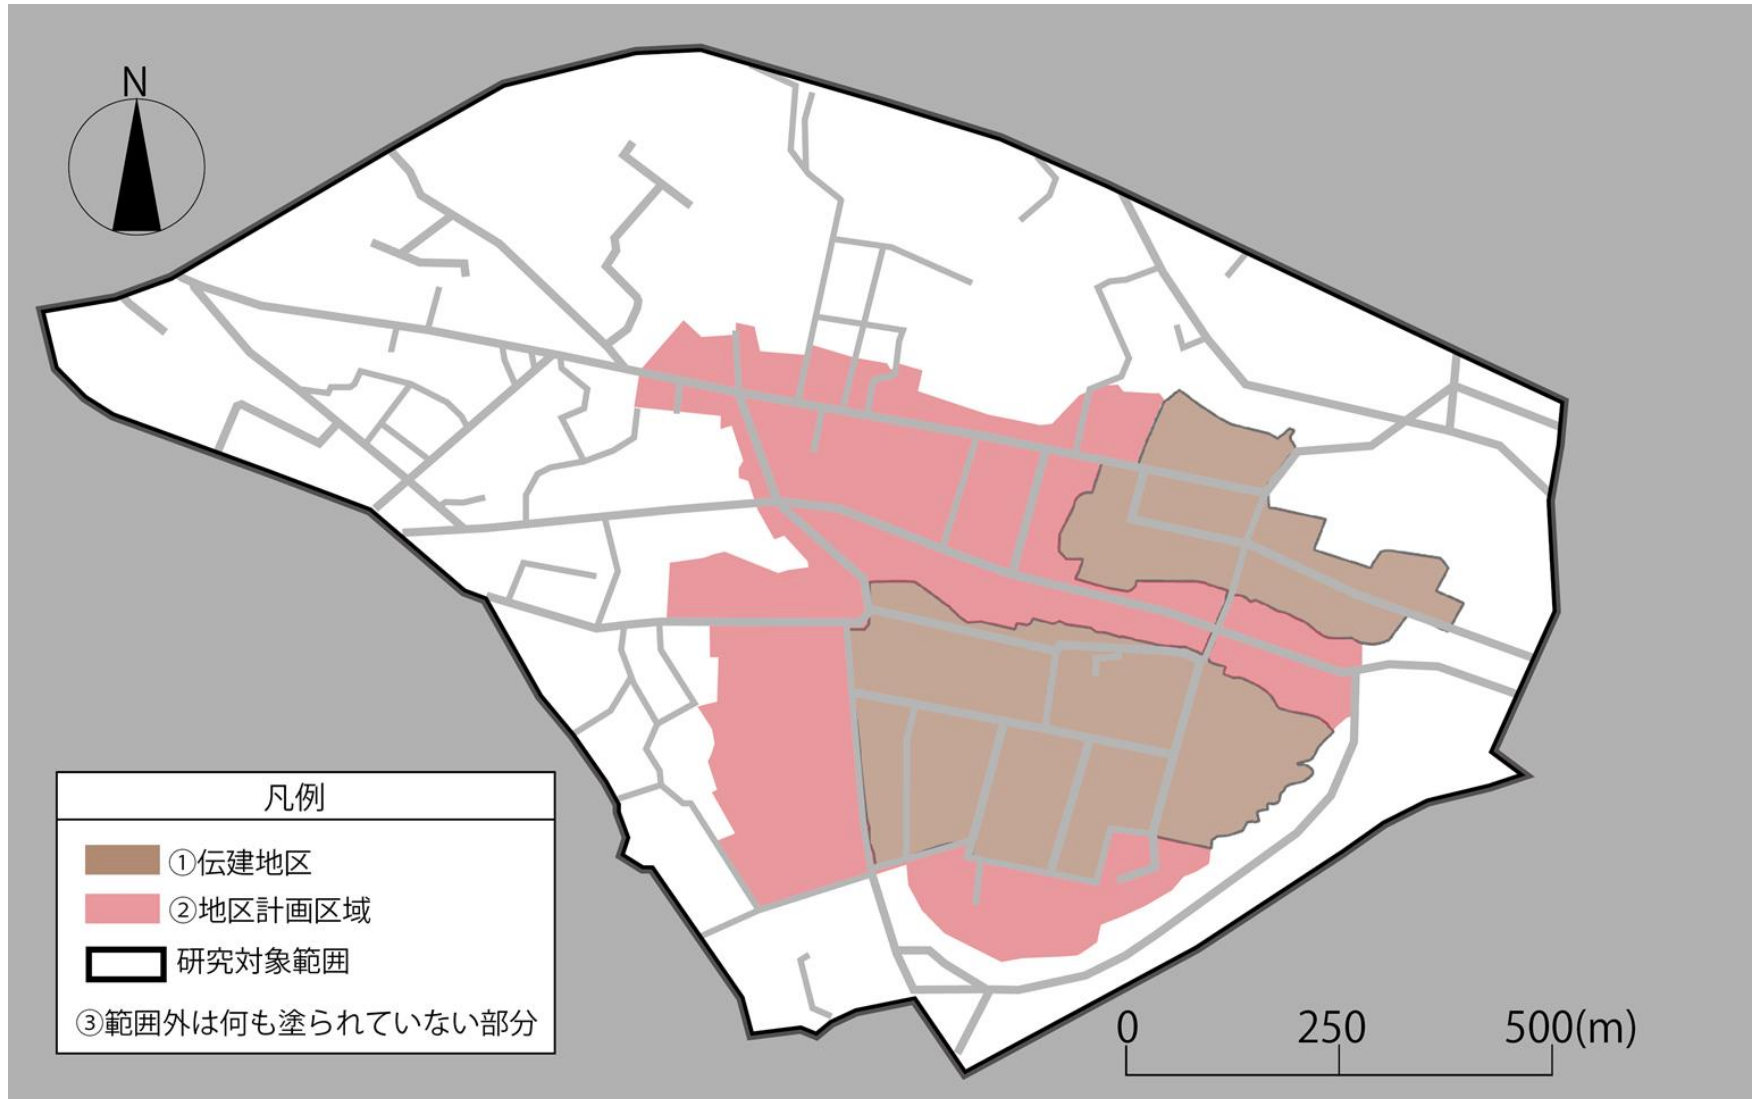 N
凡例
①伝建地区
②地区計画区域
研究対象範囲
③範囲外は何も塗られていない部分
0 250 500(m)